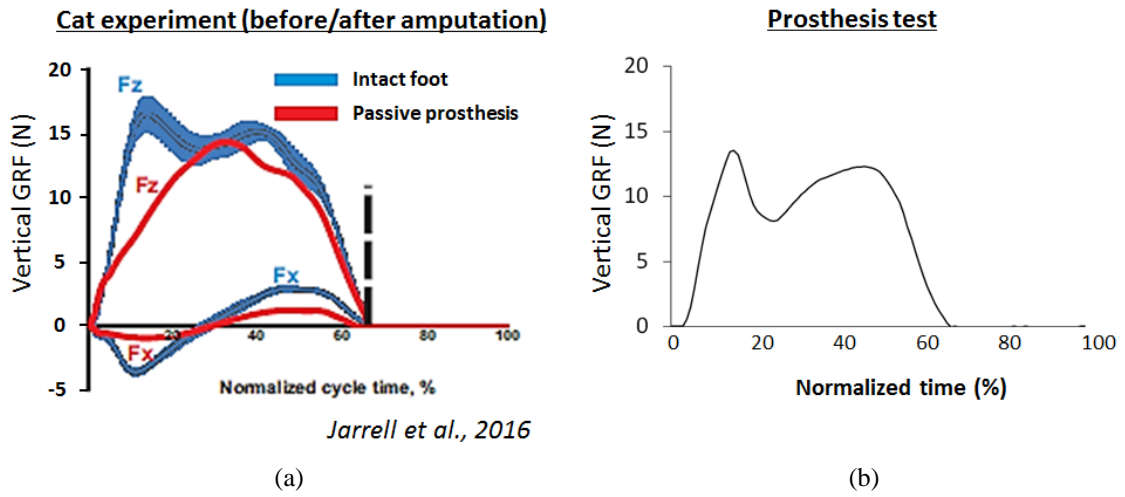 Cat experiment (before/after amputation)
Vertical GRF (N)
20
15
10
5
0
-5
Fz
Fz
Fx
Fx
Intact foot
Passive prosthesis
20
40
60
80
100
Normalized cycle time, %
Jarrell et al., 2016
(a)
Prosthesis test
Vertical GRF (N)
20
15
10
5
0
0 20 40 60 80 100
Normalized time (%)
(b)